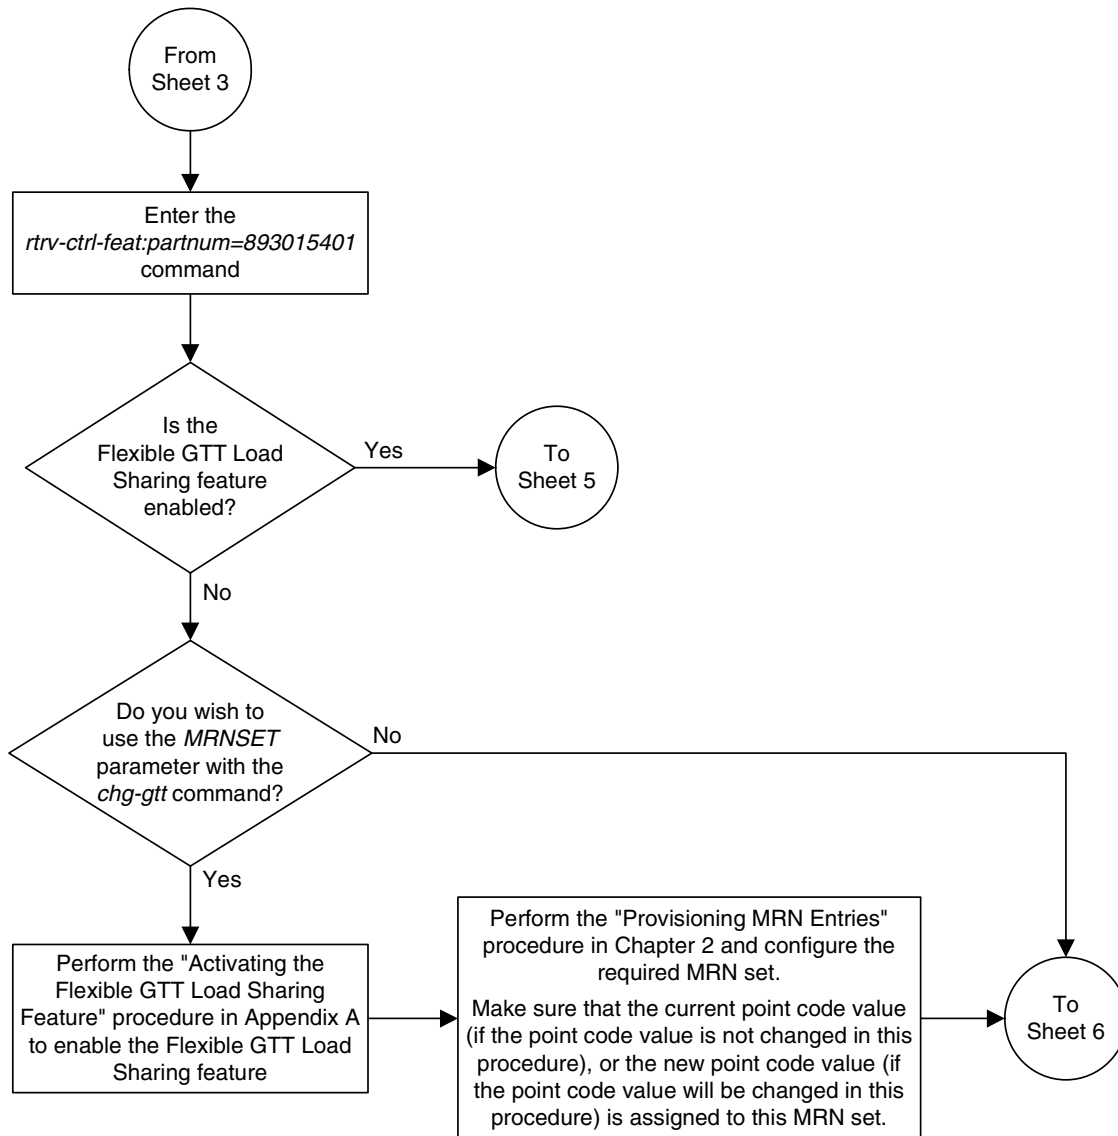 From
Sheet 3
Enter the
rtrv-ctrl-feat:partnum=893015401
command
Is the
Flexible GTT Load
Sharing feature
enabled?
Yes
To
Sheet 5
No
Do you wish to
use the MRNSET
parameter with the
chg-gtt command?
No
Yes
Perform the "Activating the
Flexible GTT Load Sharing
Feature" procedure in Appendix A
to enable the Flexible GTT Load
Sharing feature
Perform the "Provisioning MRN Entries"
procedure in Chapter 2 and configure the
required MRN set.
Make sure that the current point code value
(if the point code value is not changed in this
procedure), or the new point code value (if
the point code value will be changed in this
procedure) is assigned to this MRN set.
To
Sheet 6